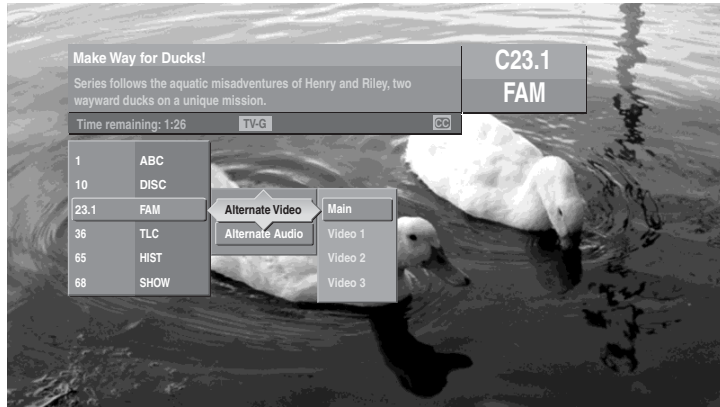 Make Way for Ducks!
Series follows the aquatic misadventures of Henry and Riley, two
wayward ducks on a unique mission.
Time remaining: 1:26 TV-G CC
C23.1
FAM
1 ABC
10 DISC
23.1 FAM
36 TLC
65 HIST
68 SHOW
Alternate Video
Alternate Audio
Main
Video 1
Video 2
Video 3